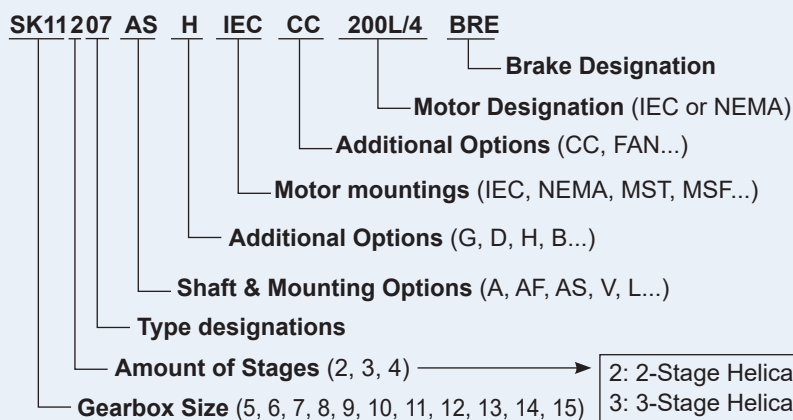 SK11207 AS H IEC CC 200L/4 BRE
Brake Designation
Motor Designation (IEC or NEMA)
Additional Options (CC, FAN...)
Motor mountings (IEC, NEMA, MST, MSF...)
Additional Options (G, D, H, B...)
Shaft & Mounting Options (A, AF, AS, V, L...)
Type designations
Amount of Stages (2, 3, 4)
2: 2-Stage Helica
Gearbox Size (5, 6, 7, 8, 9, 10, 11, 12, 13, 14, 15)
3: 3-Stage Helica